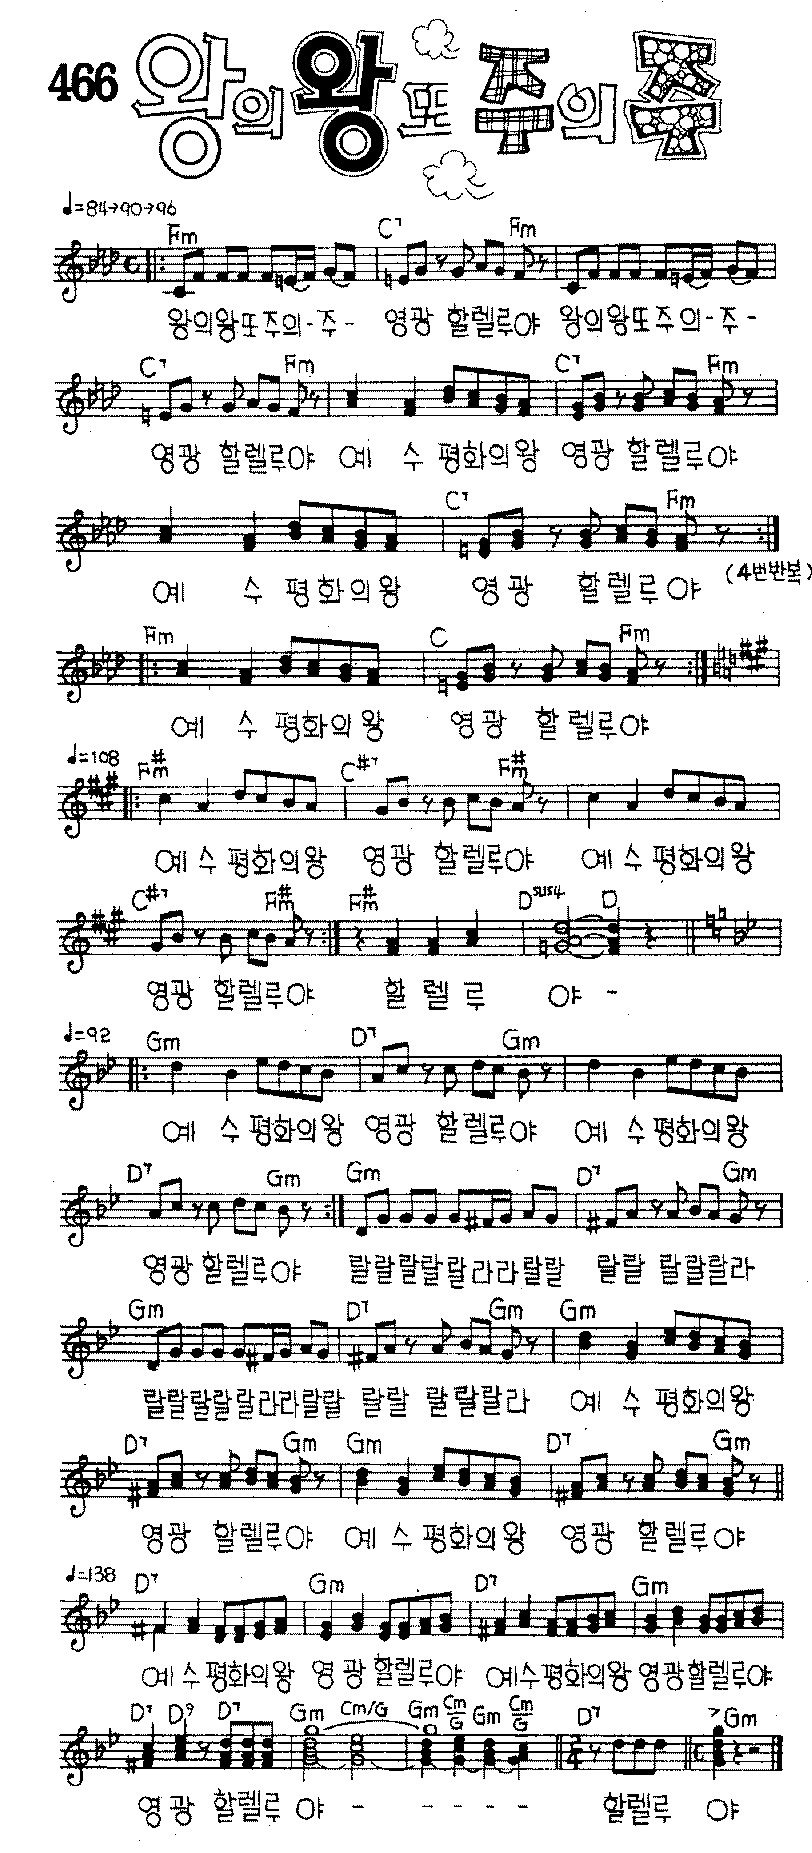 466 왕의 왕 또 주의 주
♩=84→90→96
Fm C7 Fm
왕의왕또주의-주- 영광 할렐루야 왕의왕또주의-주-
C7 Fm C7 Fm
영광 할렐루야 예 수 평화의왕 영광 할렐루야
C7 Fm
예 수 평화의왕 영광 할렐루야 (4번반복)
Fm C Fm
예 수 평화의왕 영광 할렐루야
♩=108
F#m C#7 F#m
예수평화의왕 영광 할렐루야 예수 평화의왕
C#7 F#m F#m Dsus4 D
영광 할렐루야 할 렐 루 야 -
♩=92
Gm D7 Gm
예 수 평화의왕 영광 할렐루야 예 수 평화의왕
D7 Gm Gm D7 Gm
영광 할렐루야 랄랄랄랄랄라라랄랄 랄랄 랄랄랄라
Gm D7 Gm Gm
랄랄랄랄랄라라랄랄 랄랄 랄랄랄라 예 수 평화의왕
D7 Gm Gm D7 Gm
영광 할렐루야 예 수 평화의왕 영광 할렐루야
♩=138
D7 Gm D7 Gm
예수평화의왕 영광할렐루야 예수평화의왕 영광할렐루야
D7 D9 D7 Gm Cm/G Gm Cm/G Gm Cm/G D7 Gm
영광 할렐루 야 - - - - - 할렐루 야